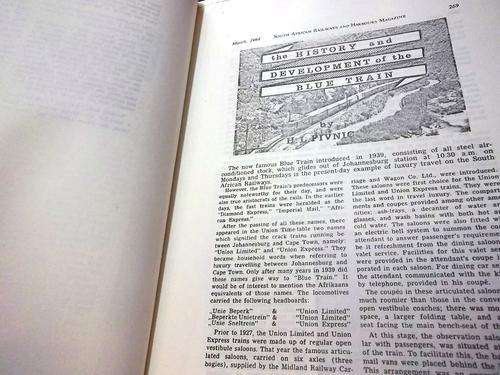 March, 1964 SOUTH AFRICAN RAILWAYS AND HARBOURS MAGAZINE 269
the HISTORY and
DEVELOPMENT of the
BLUE TRAIN
by
H. L. PIVNIC
The now famous Blue Train introduced in 1939, consisting of all steel air-
conditioned stock, which glides out of Johannesburg station at 10.30 a.m. on
Mondays and Thursdays is the present-day example of luxury travel on the South
African Railways.
However, the Blue Train's predecessors were
equally noteworthy for their day, and were
also true aristocrats of the rails. In the earlier
days, the fast trains were heralded as the
"Diamond Express," "Imperial Mail," "Afri-
can Express."
After the passing of all these names, there
appeared in the Union Time-table two names
which signified the crack trains running be-
tween Johannesburg and Cape Town, namely:
"Union Limited" and "Union Express." They
became household words when referring to
luxury travelling between Johannesburg and
Cape Town. Only after many years in 1939 did
these names give way to "Blue Train." It
would be of interest to mention the Afrikaans
equivalents of those names. The locomotives
carried the following headboards:
„Unie Beperk" & "Union Limited"
„Beperkte Unietrein" & "Union Limited"
„Unie Sneltrein" & "Union Express"
Prior to 1927, the Union Limited and Union
Express trains were made up of regular open
vestibule saloons. That year the famous articu-
lated saloons, carried on six axles (three
bogies), supplied by the Midland Railway Car-
riage and Wagon Co. Ltd., were introduced.
These saloons were first choice for the Union
Limited and Union Express trains. They were
the last word in travel luxury. The compart-
ments and coupe provided among other ame-
nities: ash-trays, a decanter of water and
glasses, and wash basins with both hot and
cold water. The saloons were also fitted with
an electric bell system to summon the coach
attendant to answer passenger's requirements,
be it refreshment from the dining saloon or
valet service. Facilities for this valet service
were provided in the attendant's coupe incor-
porated in each saloon. For dining car
the attendant communicated with the
by telephone, provided in his coupe.
The coupés in these articulated saloons
much roomier than those in the conv
open vestibule coaches; there was mo
space, a larger folding table, and a
seat facing the main bench-seat of th
At this stage, the observation saloo
lar with passengers, was situated at
of the train. To facilitate this, the ba
mail vans were placed behind the
This arrangement